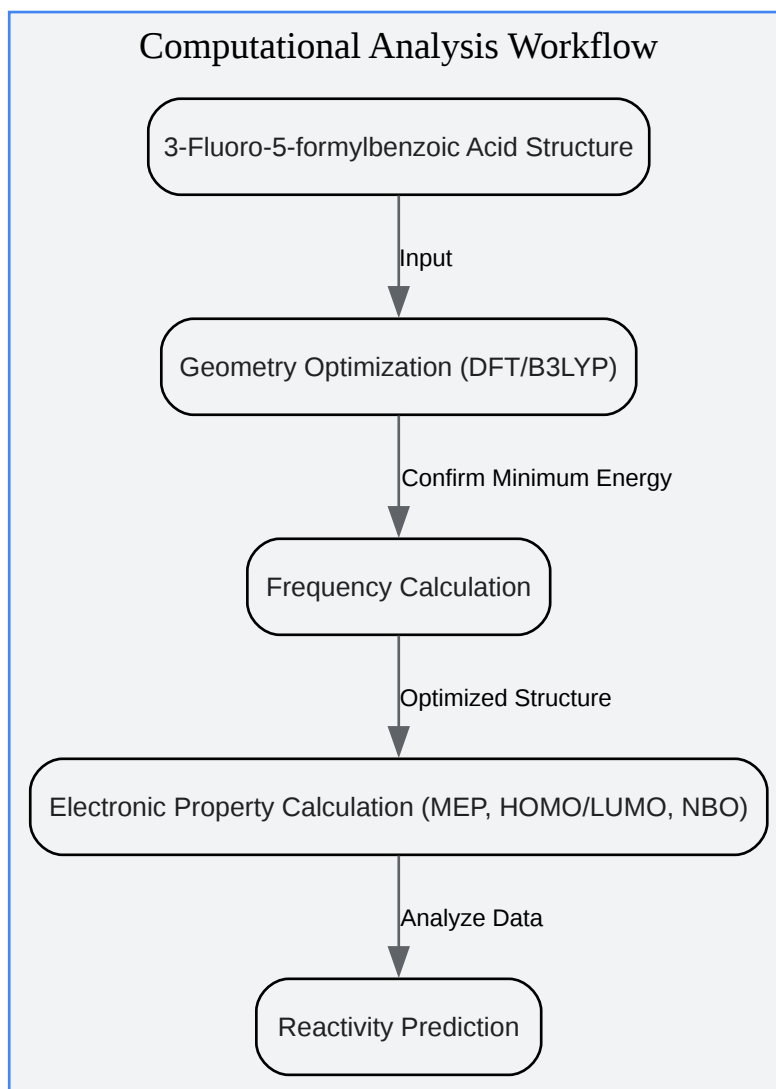 Computational Analysis Workflow
3-Fluoro-5-formylbenzoic Acid Structure
Input
Geometry Optimization (DFT/B3LYP)
Confirm Minimum Energy
Frequency Calculation
Optimized Structure
Electronic Property Calculation (MEP, HOMO/LUMO, NBO)
Analyze Data
Reactivity Prediction